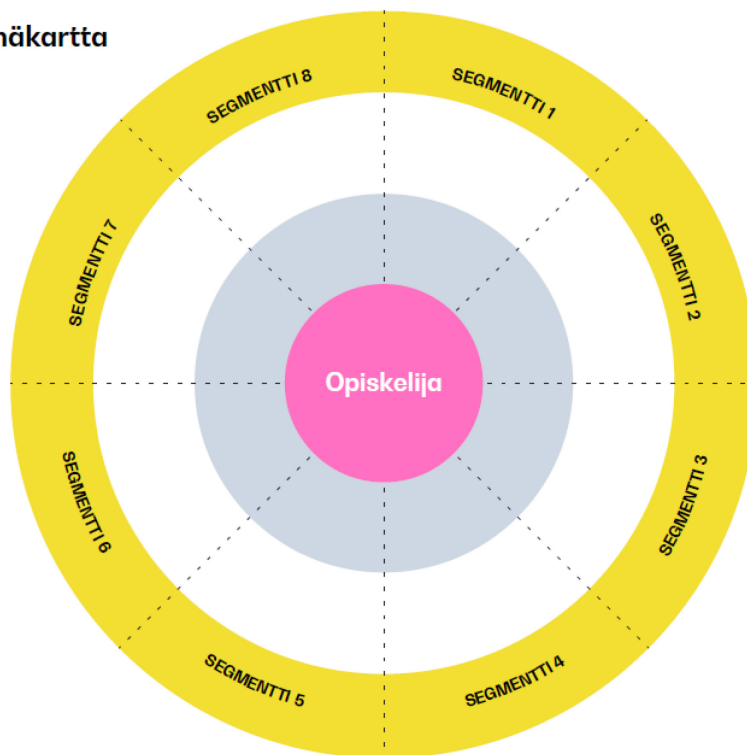 näkartta
SEGMENTTI 8
SEGMENTTI 1
SEGMENTTI 7
SEGMENTTI 2
Opiskelija
SEGMENTTI 6
SEGMENTTI 3
SEGMENTTI 5
SEGMENTTI 4